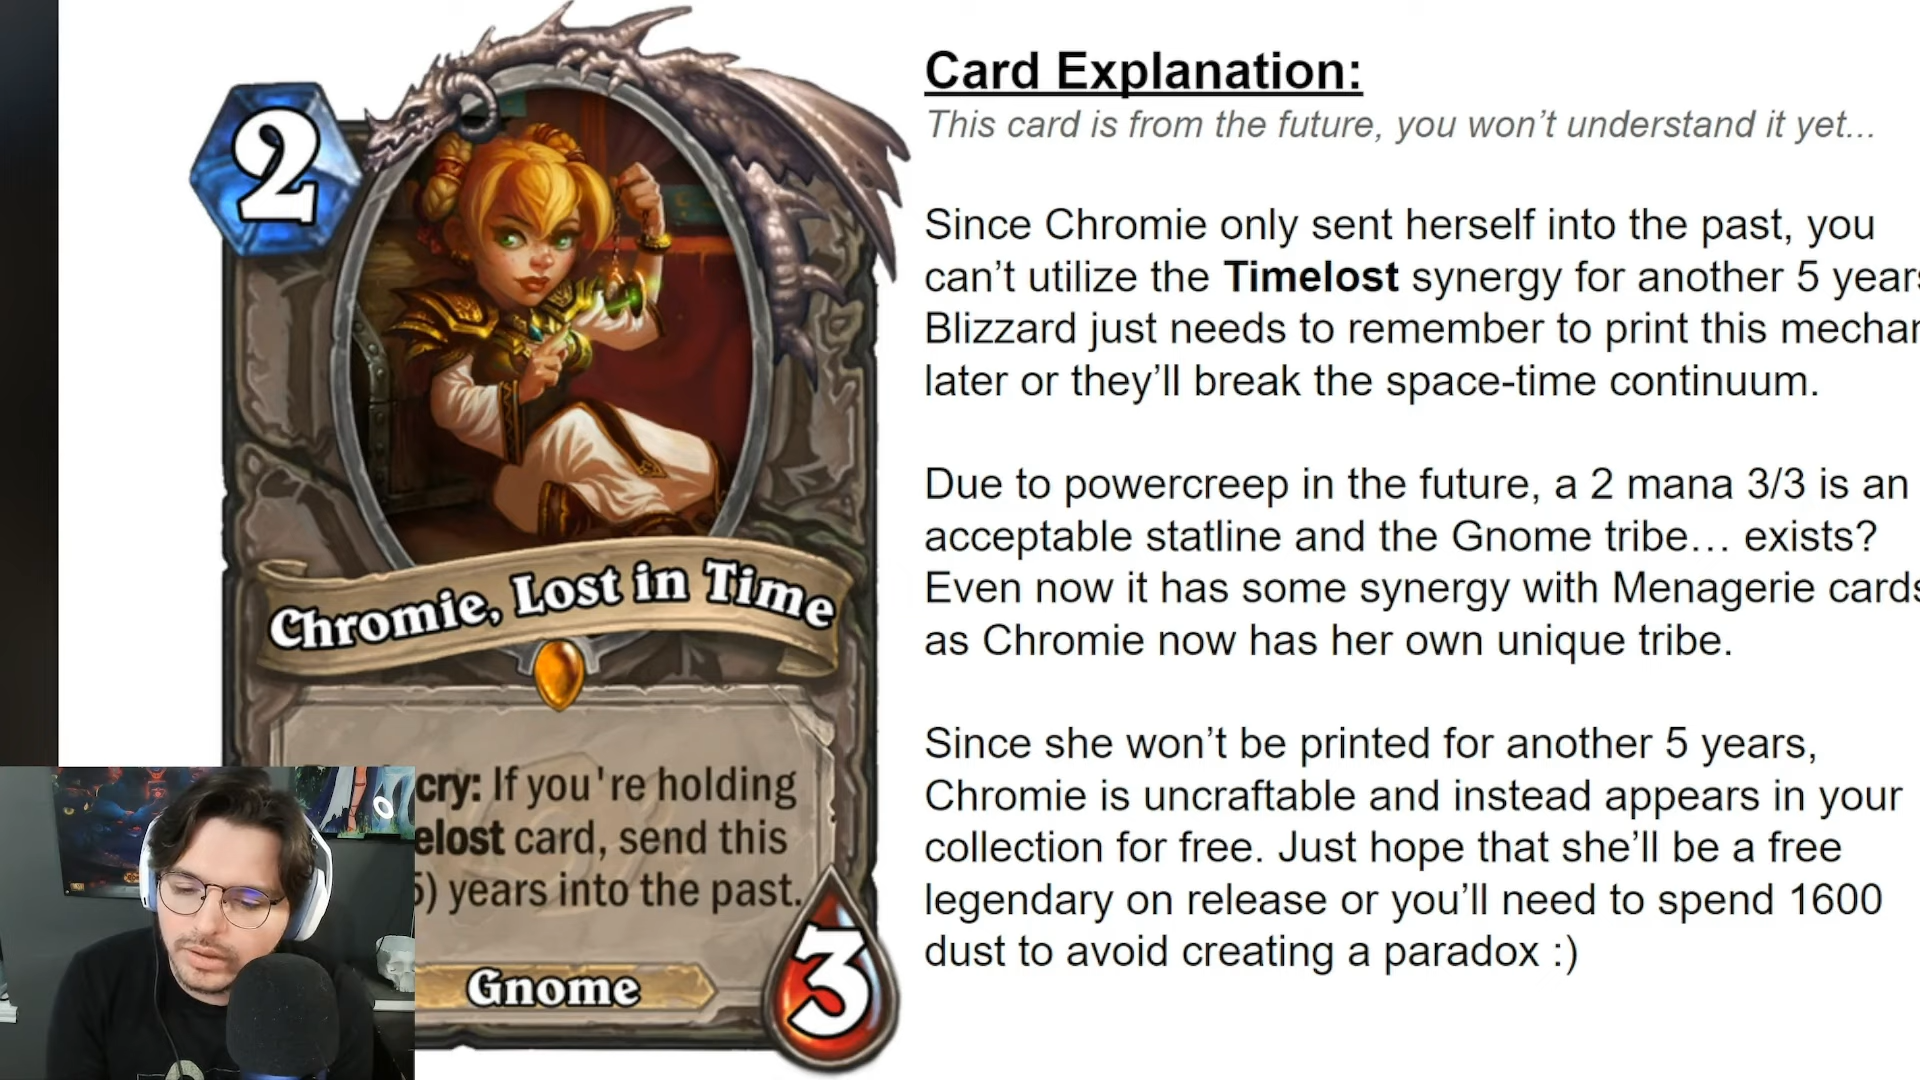 2
Chromie, Lost in Time
cry: If you're holding
elost card, send this
5) years into the past.
Gnome
3
Card Explanation:
This card is from the future, you won't understand it yet...
Since Chromie only sent herself into the past, you
can't utilize the Timelost synergy for another 5 years
Blizzard just needs to remember to print this mechan
later or they'll break the space-time continuum.
Due to powercreep in the future, a 2 mana 3/3 is an
acceptable statline and the Gnome tribe... exists?
Even now it has some synergy with Menagerie cards
as Chromie now has her own unique tribe.
Since she won't be printed for another 5 years,
Chromie is uncraftable and instead appears in your
collection for free. Just hope that she'll be a free
legendary on release or you'll need to spend 1600
dust to avoid creating a paradox :)